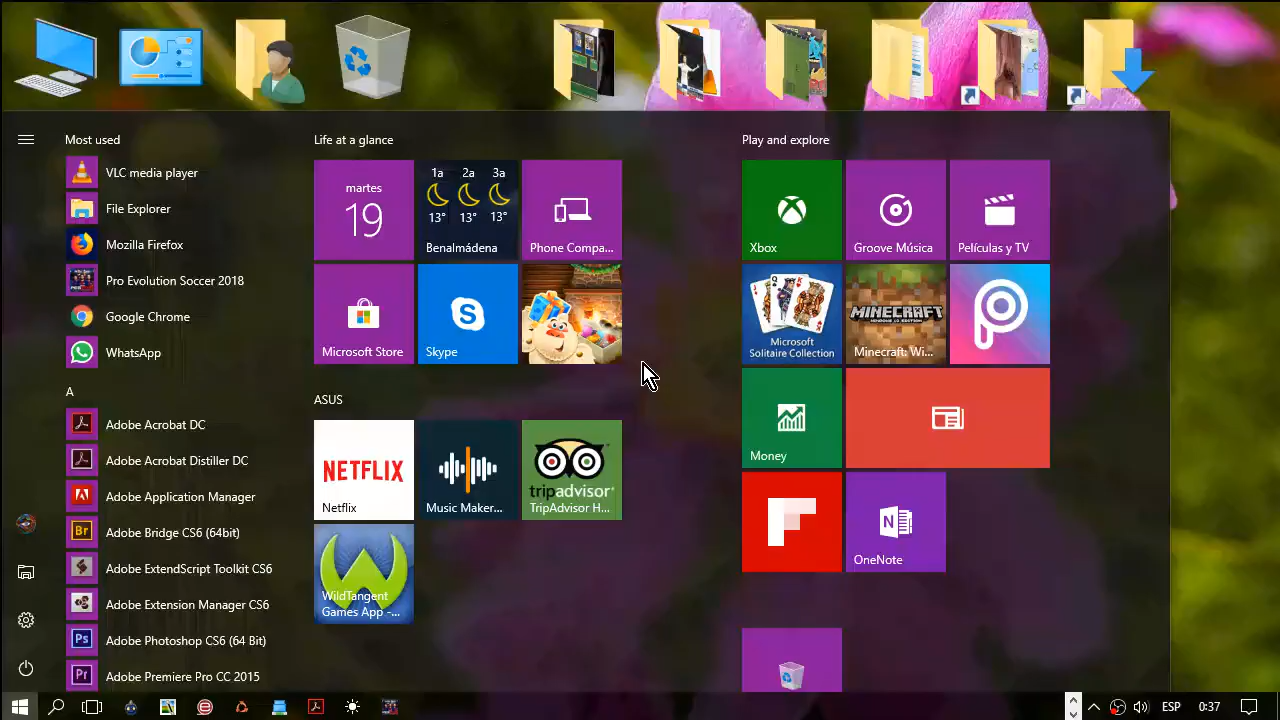 Most used
VLC media player
File Explorer
Mozilla Firefox
Pro Evolution Soccer 2018
Google Chrome
WhatsApp
A
Adobe Acrobat DC
Adobe Acrobat Distiller DC
Adobe Application Manager
Adobe Bridge CS6 (64bit)
Adobe ExtendScript Toolkit CS6
Adobe Extension Manager CS6
Adobe Photoshop CS6 (64 Bit)
Adobe Premiere Pro CC 2015
Life at a glance
martes
19
1a 2a 3a
13° 13° 13°
Benalmádena
Phone Compa...
Microsoft Store
Skype
ASUS
NETFLIX
Netflix
Music Maker...
tripadvisor
TripAdvisor H...
WildTangent
Games App -...
Play and explore
Xbox
Groove Música
Películas y TV
Microsoft
Solitaire Collection
MINECRAFT
WINDOWS 10 EDITION
Minecraft: Wi...
Money
OneNote
ESP
0:37